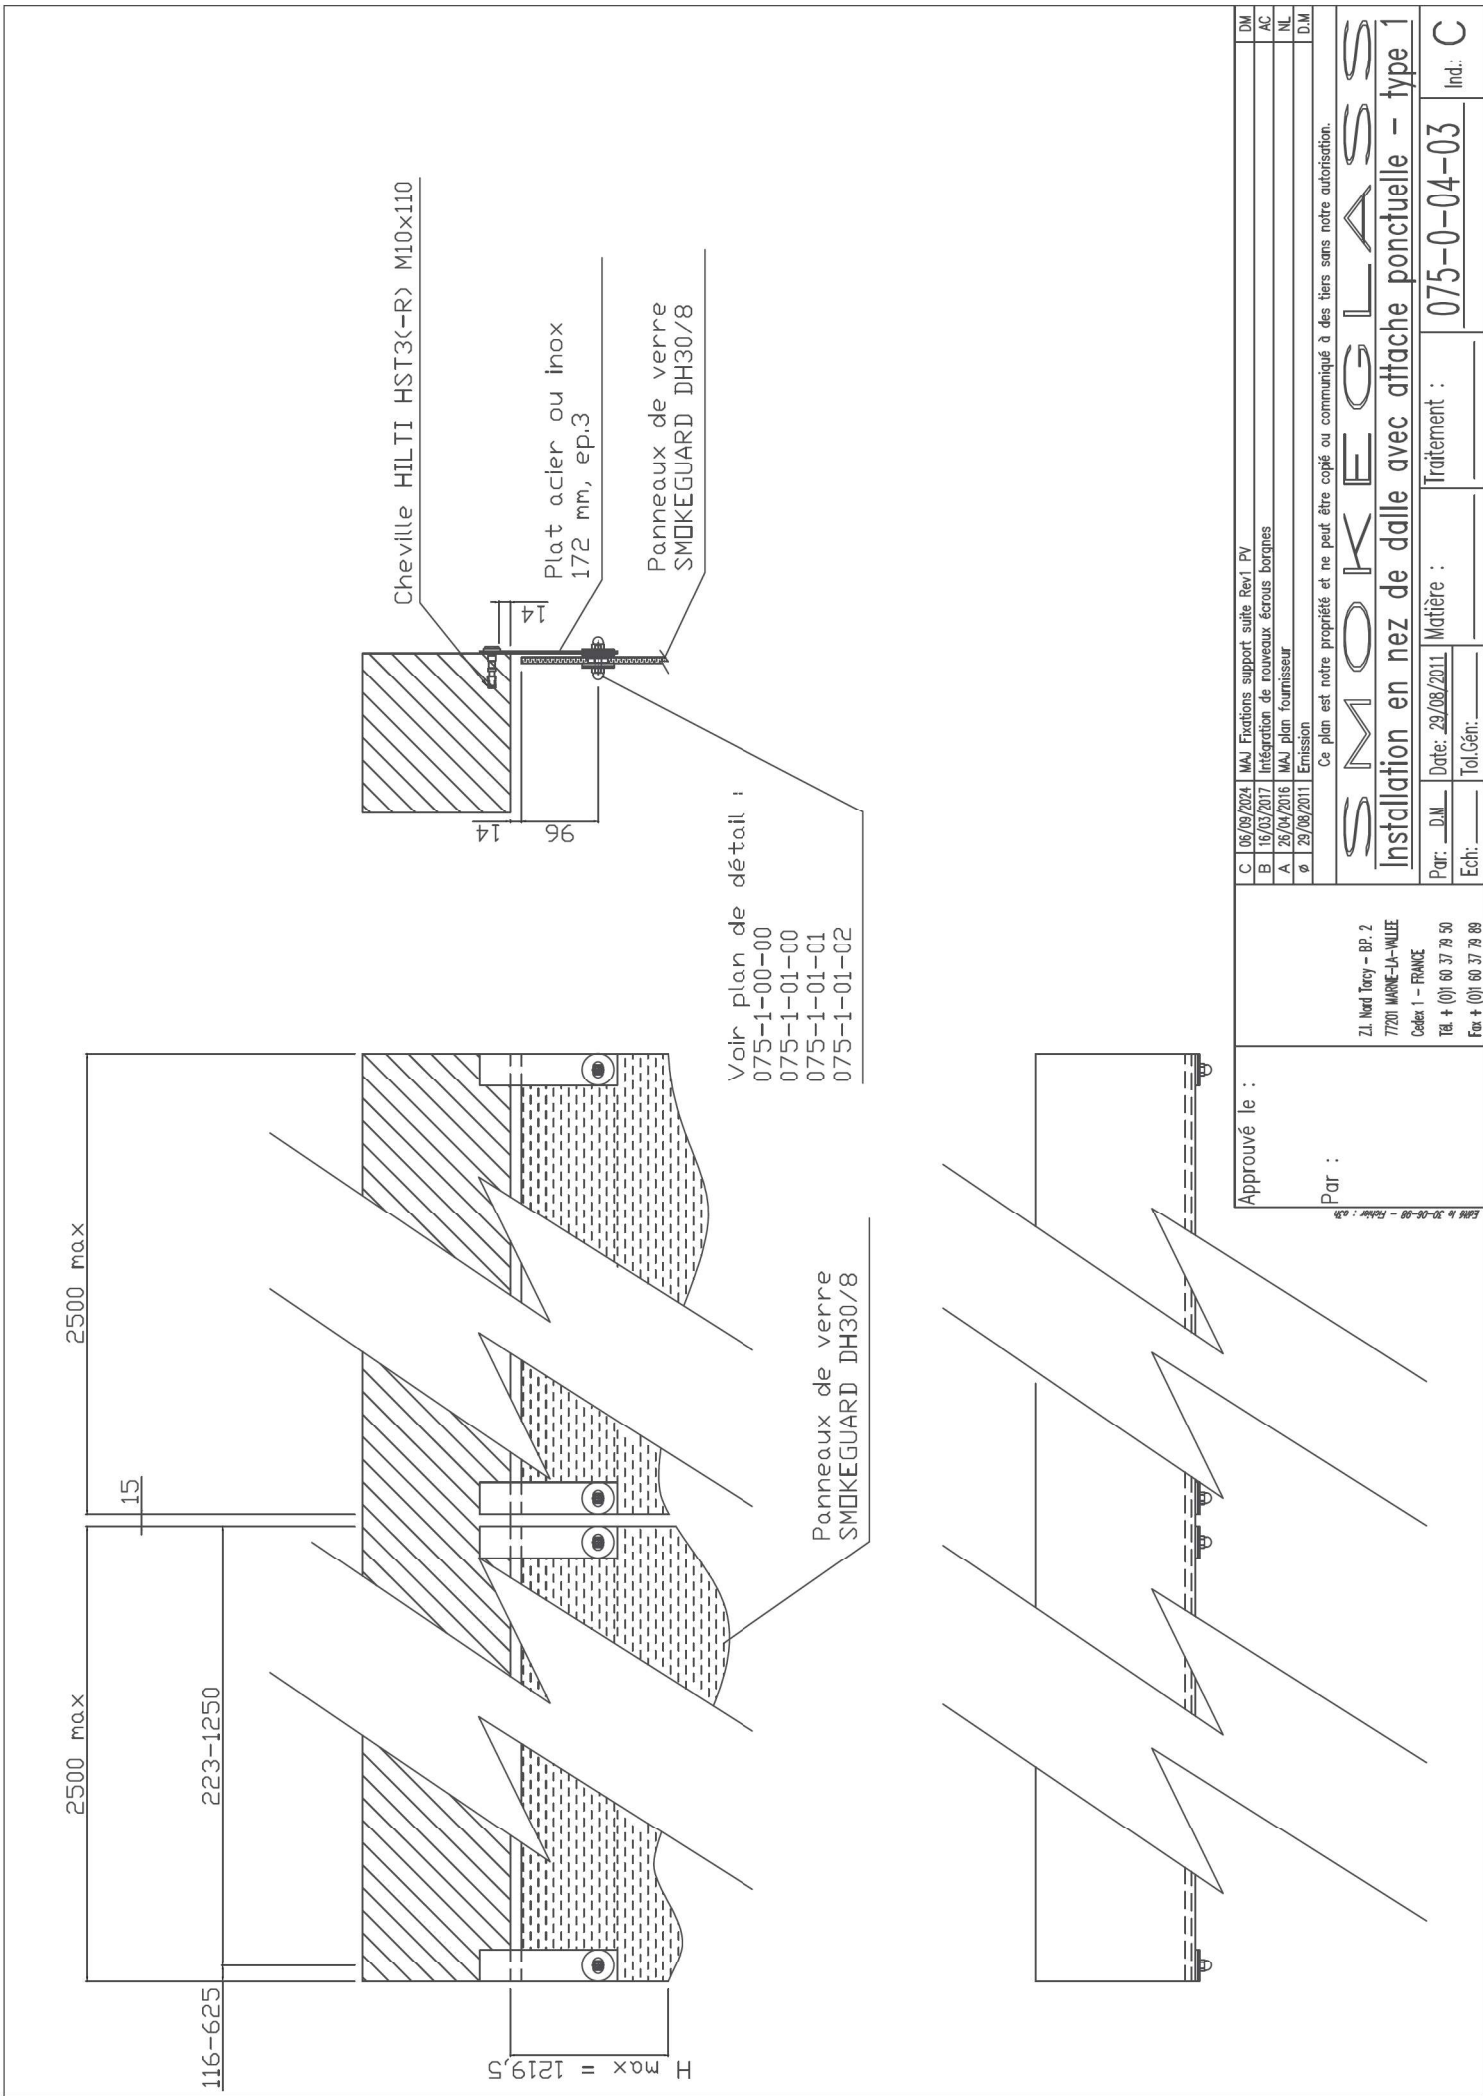 2500 max
2500 max
15
223-1250
116-625
H max = 1219,5
Panneaux de verre
SMOKEGUARD DH30/8
Cheville HILTI HST3(-R) M10x110
Plat acier ou inox
172 mm, ep.3
Panneaux de verre
SMOKEGUARD DH30/8
14
14
96
Voir plan de détail :
075-1-00-00
075-1-01-00
075-1-01-01
075-1-01-02
Approuvé le :
Par :
Edité le 30-06-98 - Fichier : a3h
Z.I. Nord Torcy - BP. 2
77201 MARNE-LA-VALLEE
Cedex 1 - FRANCE
Tél. + (0)1 60 37 79 50
Fax + (0)1 60 37 79 89
C 06/09/2024 MAJ Fixations support suite Rev1 PV DM
B 16/03/2017 Intégration de nouveaux écrous borgnes AC
A 26/04/2016 MAJ plan fournisseur NL
Ø 29/08/2011 Emission D.M
Ce plan est notre propriété et ne peut être copié ou communiqué à des tiers sans notre autorisation.
SMOKEGLASS
Installation en nez de dalle avec attache ponctuelle - type 1
Par: D.M Date: 29/08/2011 Matière : Traitement : 075-0-04-03 Ind.: C
Ech: Tol.Gén: